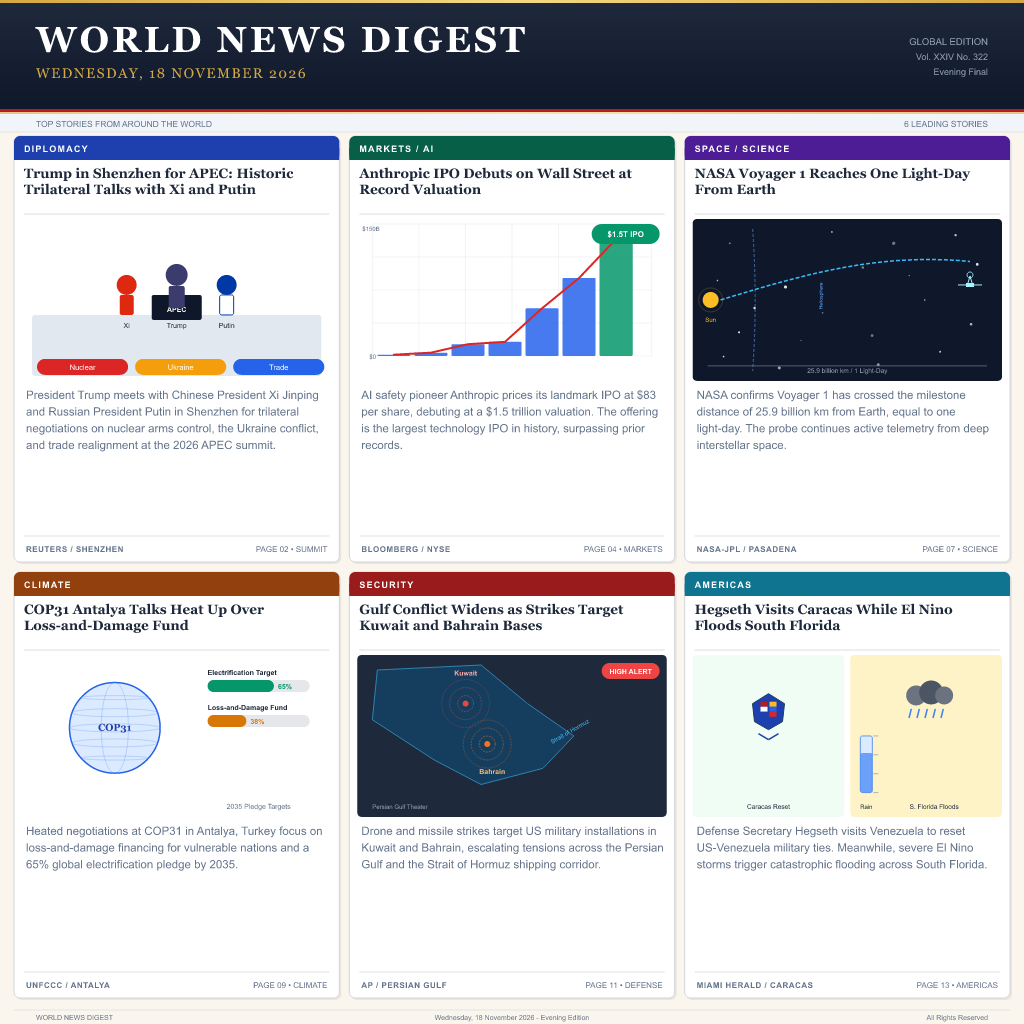 WORLD NEWS DIGEST
WEDNESDAY, 18 NOVEMBER 2026
GLOBAL EDITION
Vol. XXIV No. 322
Evening Final
TOP STORIES FROM AROUND THE WORLD
6 LEADING STORIES
DIPLOMACY
Trump in Shenzhen for APEC: Historic
Trilateral Talks with Xi and Putin
APEC
Xi
Trump
Putin
Nuclear
Ukraine
Trade
President Trump meets with Chinese President Xi Jinping
and Russian President Putin in Shenzhen for trilateral
negotiations on nuclear arms control, the Ukraine conflict,
and trade realignment at the 2026 APEC summit.
REUTERS / SHENZHEN
PAGE 02 • SUMMIT
MARKETS / AI
Anthropic IPO Debuts on Wall Street at
Record Valuation
$150B
$1.5T IPO
$0
AI safety pioneer Anthropic prices its landmark IPO at $83
per share, debuting at a $1.5 trillion valuation. The offering
is the largest technology IPO in history, surpassing prior
records.
BLOOMBERG / NYSE
PAGE 04 • MARKETS
SPACE / SCIENCE
NASA Voyager 1 Reaches One Light-Day
From Earth
Sun
Heliosphere
25.9 billion km / 1 Light-Day
NASA confirms Voyager 1 has crossed the milestone
distance of 25.9 billion km from Earth, equal to one
light-day. The probe continues active telemetry from deep
interstellar space.
NASA-JPL / PASADENA
PAGE 07 • SCIENCE
CLIMATE
COP31 Antalya Talks Heat Up Over
Loss-and-Damage Fund
COP31
Electrification Target
65%
Loss-and-Damage Fund
38%
2035 Pledge Targets
Heated negotiations at COP31 in Antalya, Turkey focus on
loss-and-damage financing for vulnerable nations and a
65% global electrification pledge by 2035.
UNFCCC / ANTALYA
PAGE 09 • CLIMATE
SECURITY
Gulf Conflict Widens as Strikes Target
Kuwait and Bahrain Bases
Kuwait
HIGH ALERT
Strait of Hormuz
Bahrain
Persian Gulf Theater
Drone and missile strikes target US military installations in
Kuwait and Bahrain, escalating tensions across the Persian
Gulf and the Strait of Hormuz shipping corridor.
AP / PERSIAN GULF
PAGE 11 • DEFENSE
AMERICAS
Hegseth Visits Caracas While El Nino
Floods South Florida
Caracas Reset
Rain
S. Florida Floods
Defense Secretary Hegseth visits Venezuela to reset
US-Venezuela military ties. Meanwhile, severe El Nino
storms trigger catastrophic flooding across South Florida.
MIAMI HERALD / CARACAS
PAGE 13 • AMERICAS
WORLD NEWS DIGEST
Wednesday, 18 November 2026 - Evening Edition
All Rights Reserved